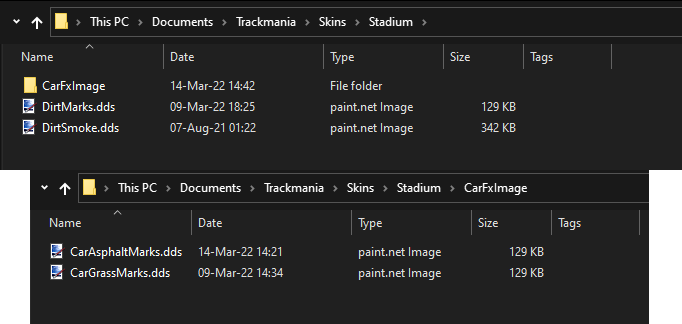 This PC > Documents > Trackmania > Skins > Stadium >
Name Date Type Size Tags
CarFxImage 14-Mar-22 14:42 File folder
DirtMarks.dds 09-Mar-22 18:25 paint.net Image 129 KB
DirtSmoke.dds 07-Aug-21 01:22 paint.net Image 342 KB
This PC > Documents > Trackmania > Skins > Stadium > CarFxImage
Name Date Type Size Tags
CarAsphaltMarks.dds 14-Mar-22 14:21 paint.net Image 129 KB
CarGrassMarks.dds 09-Mar-22 14:34 paint.net Image 129 KB